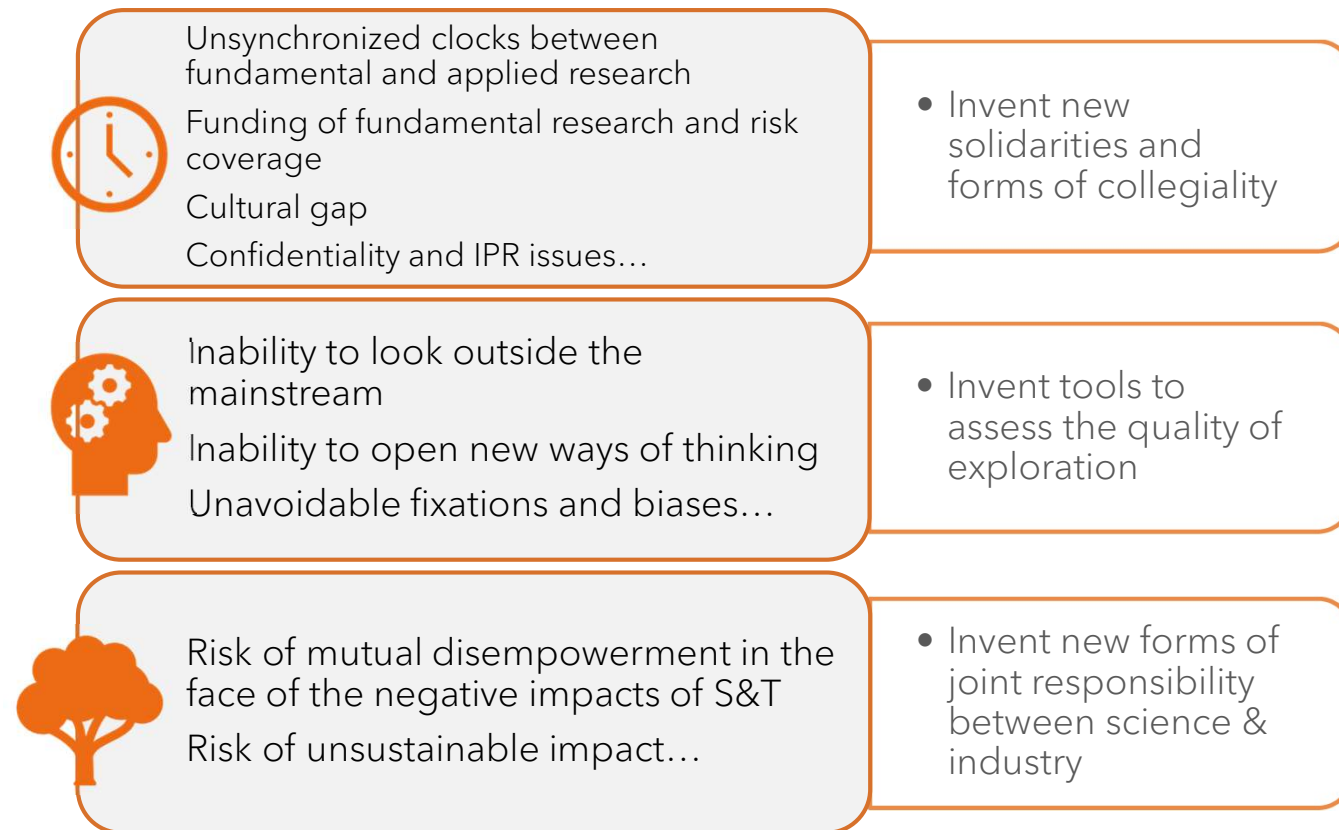 Unsynchronized clocks between
fundamental and applied research
Funding of fundamental research and risk
coverage
Cultural gap
Confidentiality and IPR issues…
• Invent new
solidarities and
forms of collegiality
Inability to look outside the
mainstream
Inability to open new ways of thinking
Unavoidable fixations and biases…
• Invent tools to
assess the quality of
exploration
Risk of mutual disempowerment in the
face of the negative impacts of S&T
Risk of unsustainable impact…
• Invent new forms of
joint responsibility
between science &
industry